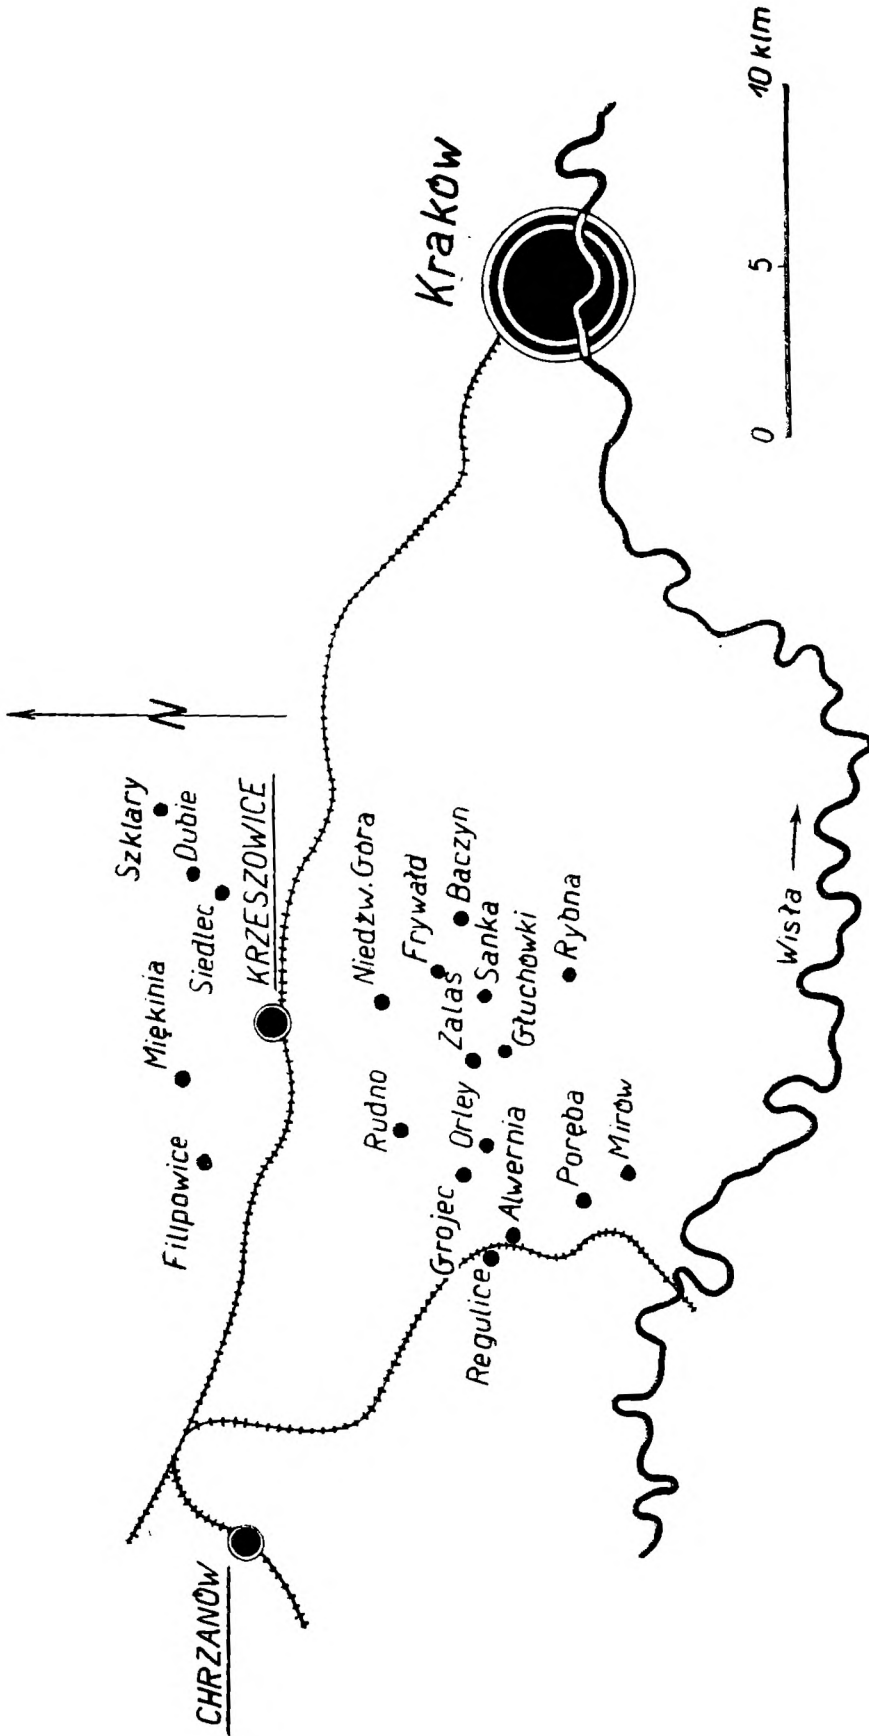 N
Szklary
Dubie
Siedlec
Miękinia
Filipowice
KRZESZOWICE
CHRZANÓW
Kraków
Niedźw. Góra
Rudno
Frywałd
Baczyn
Zalas
Sanka
Orley
Głuchówki
Grojec
Alwernia
Regulice
Rybna
Poręba
Mirów
Wisła
0 5 10 klm